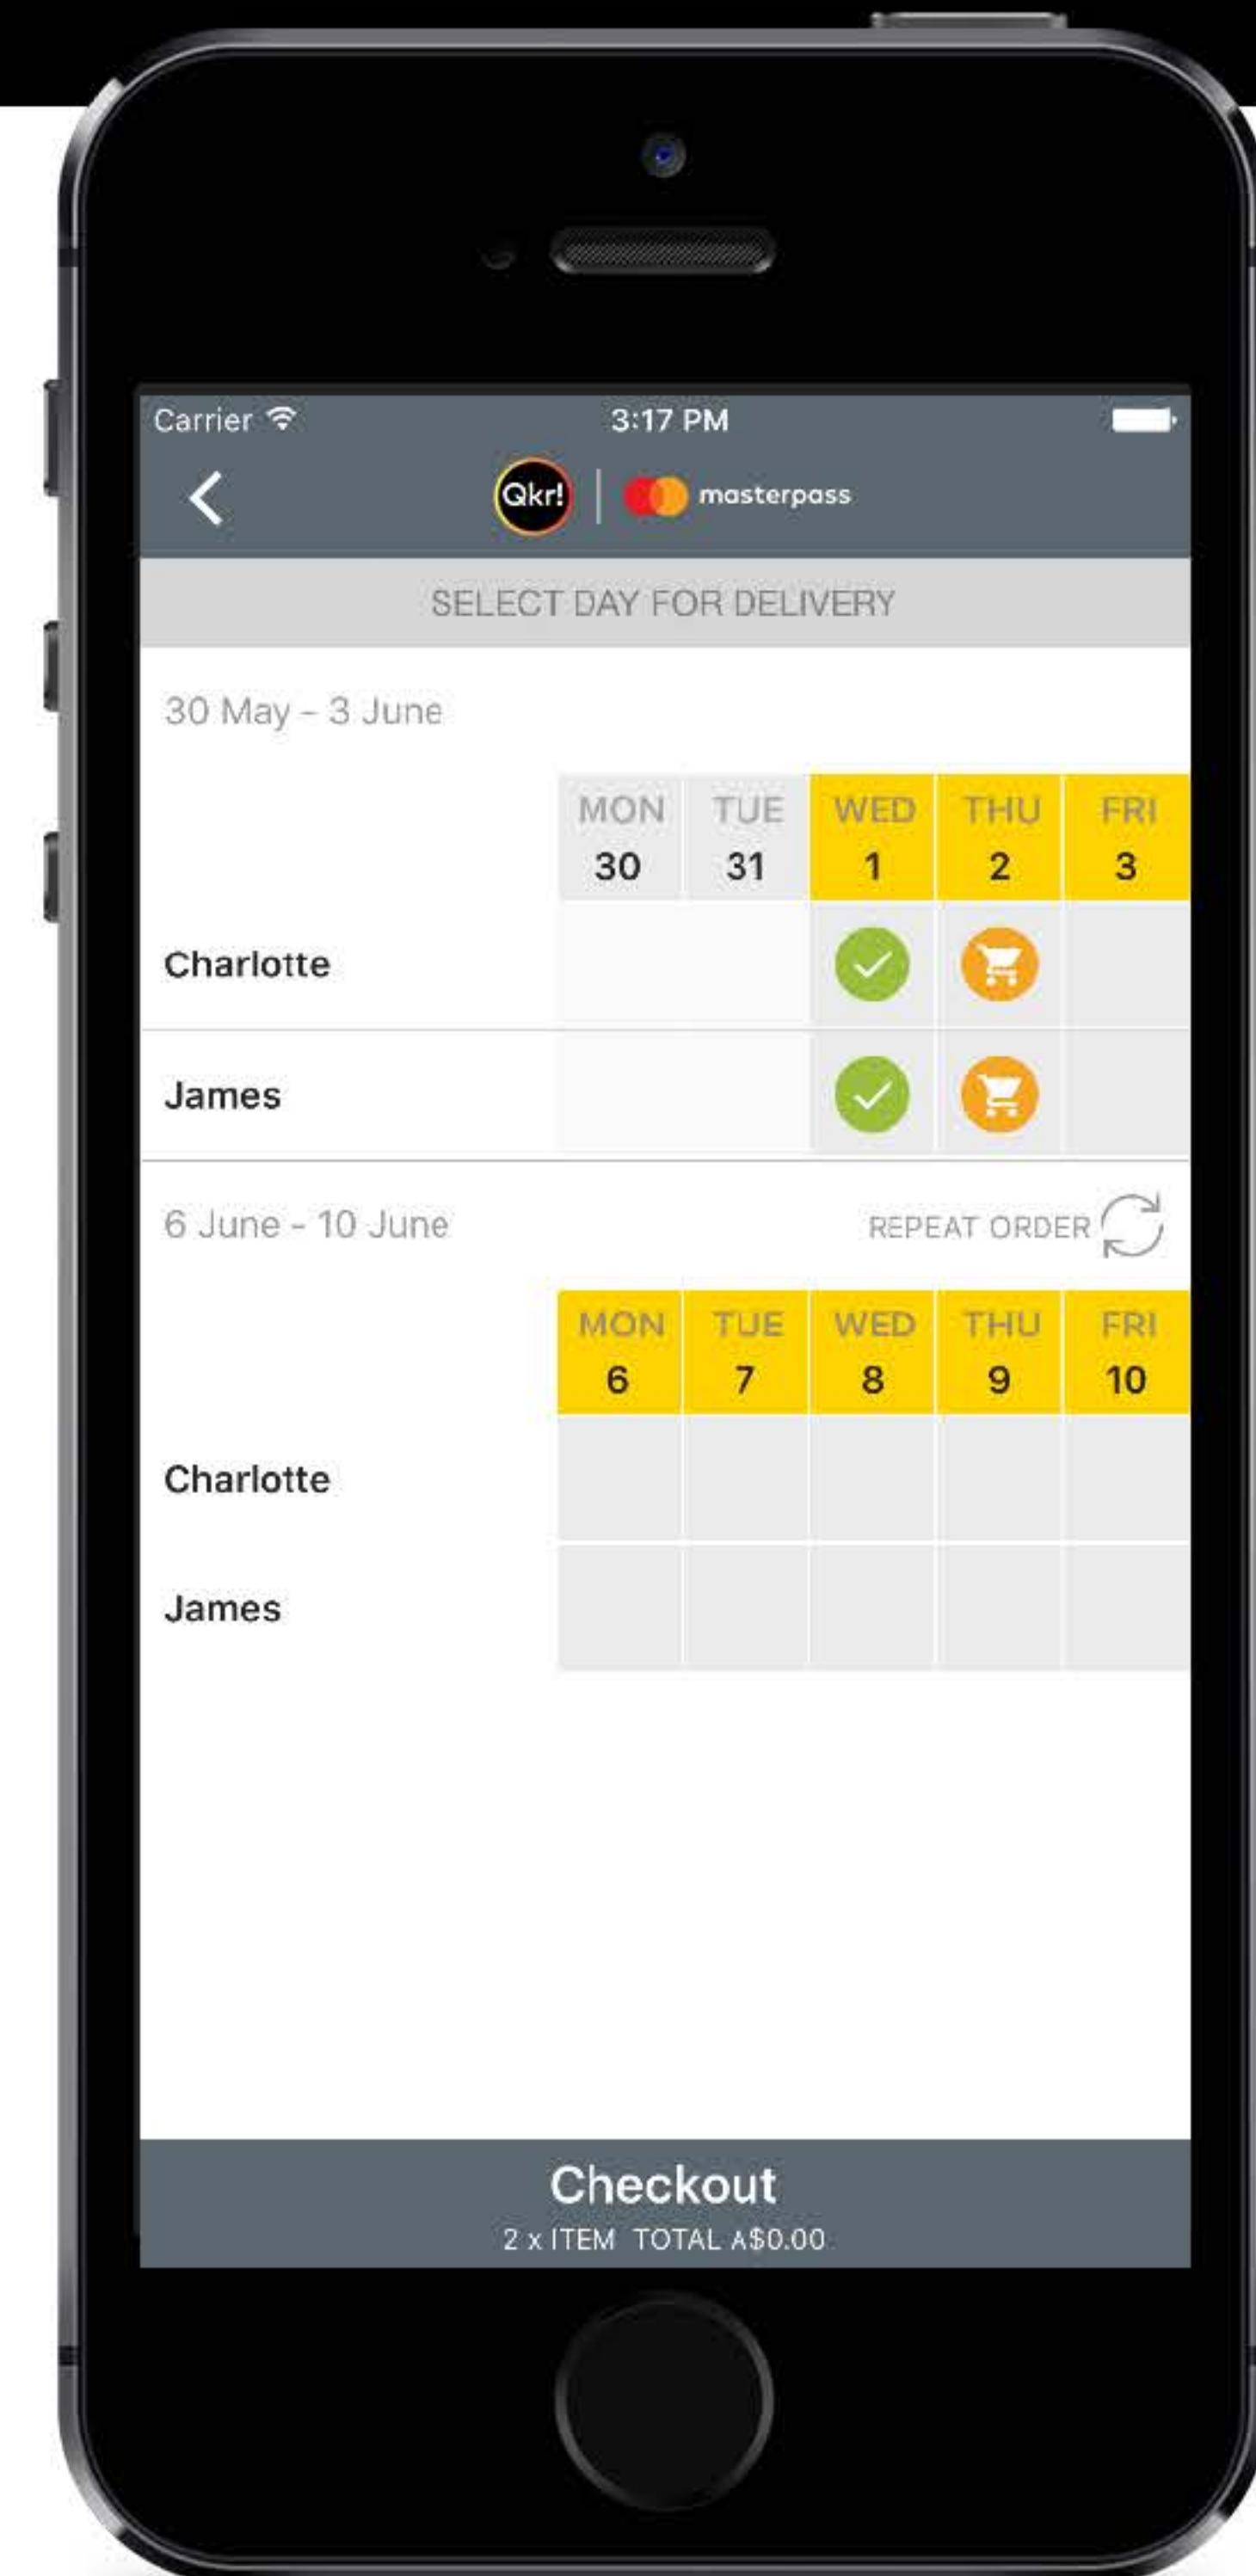 Carrier 3:17 PM
Qkr! masterpass
SELECT DAY FOR DELIVERY
30 May - 3 June
MON TUE WED THU FRI
30 31 1 2 3
Charlotte
James
6 June - 10 June REPEAT ORDER
MON TUE WED THU FRI
6 7 8 9 10
Charlotte
James
Checkout
2 x ITEM TOTAL A$0.00